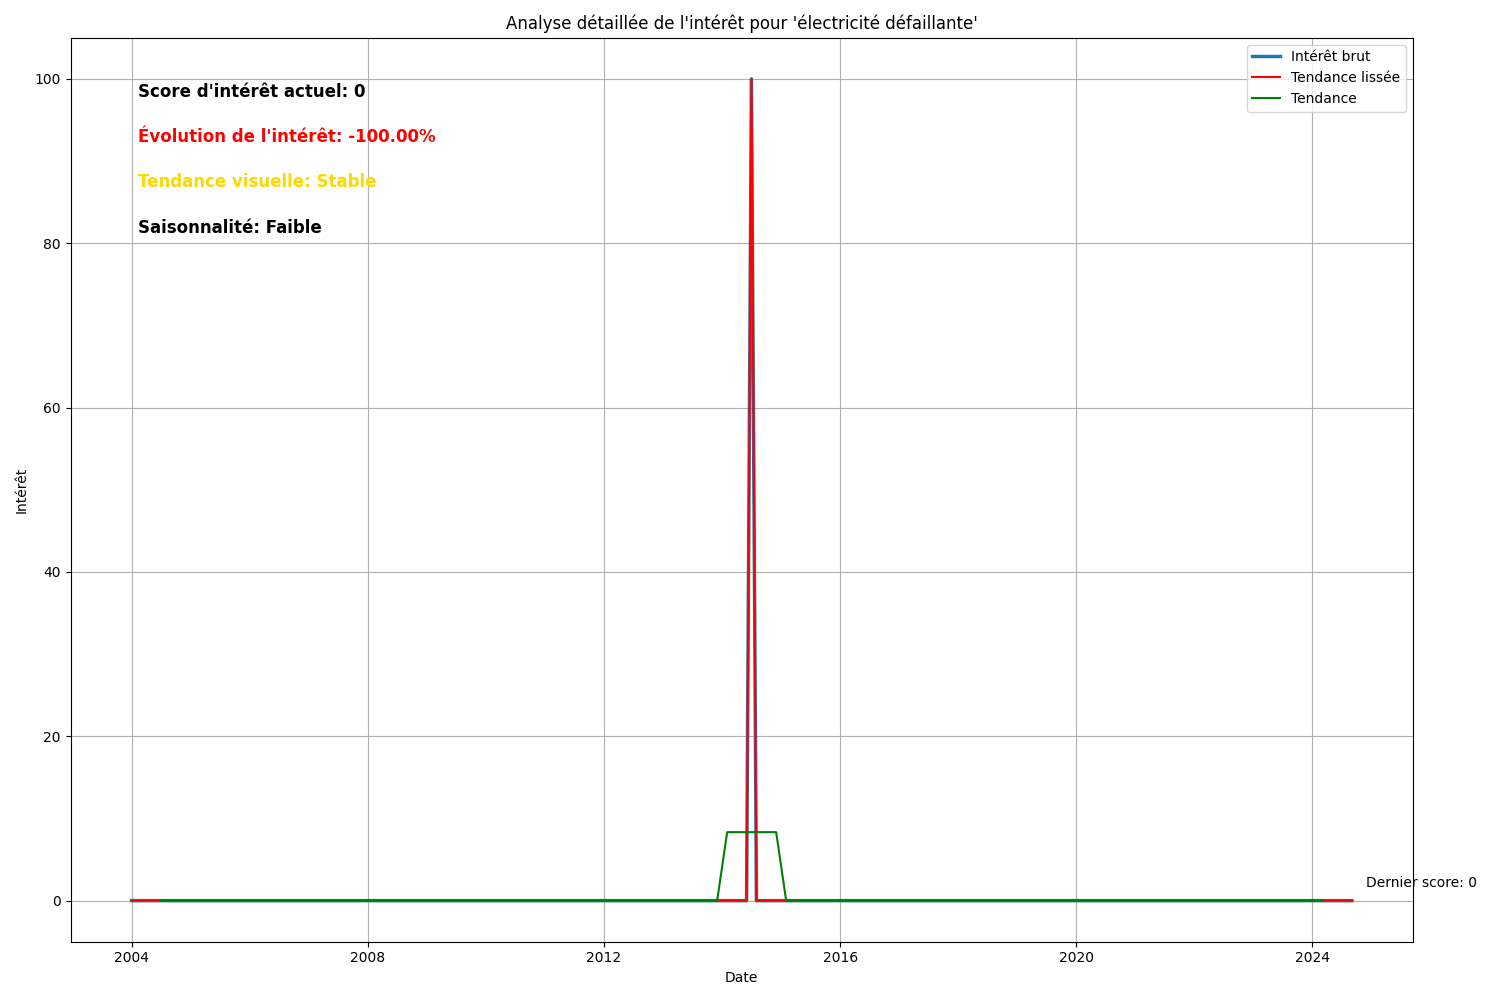 Analyse détaillée de l'intérêt pour 'électricité défaillante'
Intérêt brut
Tendance lissée
Tendance
Score d'intérêt actuel: 0
Évolution de l'intérêt: -100.00%
Tendance visuelle: Stable
Saisonnalité: Faible
100
80
60
40
20
0
Intérêt
Dernier score: 0
2004
2008
2012
2016
2020
2024
Date